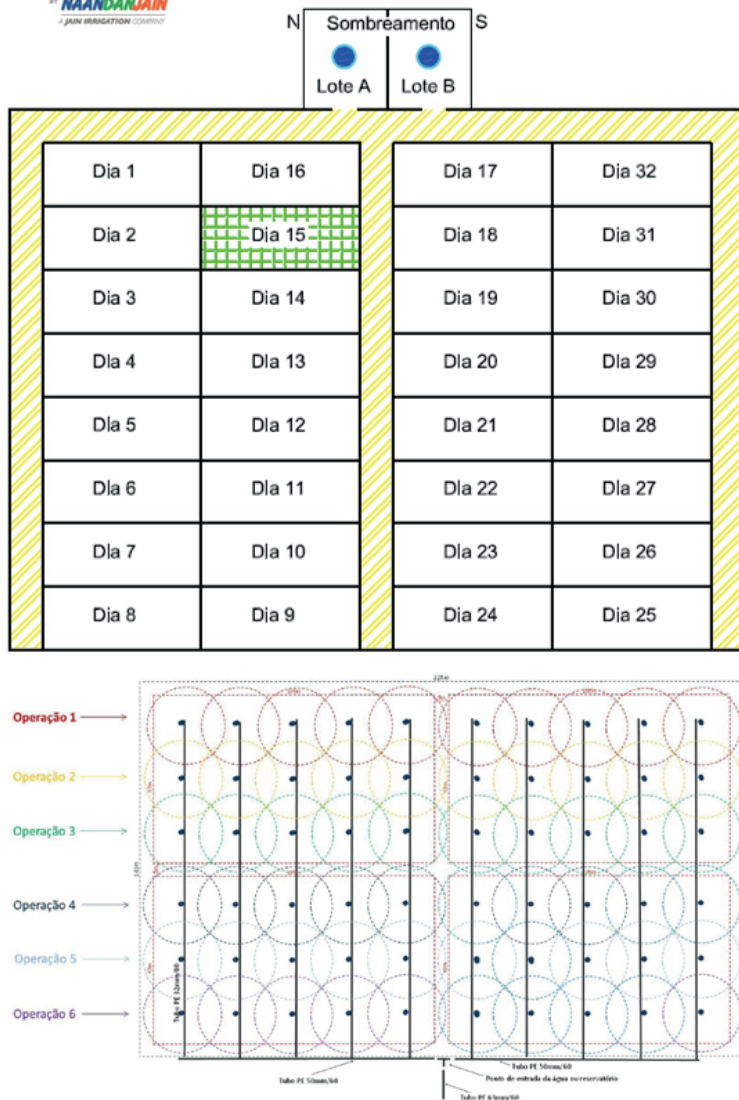 BY NAANDANJAIN
A JAIN IRRIGATION COMPANY
N Sombreamento S
Lote A Lote B
Dia 1 Dia 16 Dia 17 Dia 32
Dia 2 Dia 15 Dia 18 Dia 31
Dia 3 Dia 14 Dia 19 Dia 30
DIa 4 DIa 13 DIa 20 DIa 29
DIa 5 DIa 12 DIa 21 DIa 28
DIa 6 DIa 11 DIa 22 DIa 27
DIa 7 DIa 10 DIa 23 DIa 26
Dia 8 Dia 9 Dia 24 Dia 25
Operação 1
Operação 2
Operação 3
Operação 4
Operação 5
Operação 6
Tubo PE 32mm/60
Tubo PE 50mm/60
Tubo PE 50mm/60
Ponto de entrada da água ou reservatório
Tubo PE 63mm/60